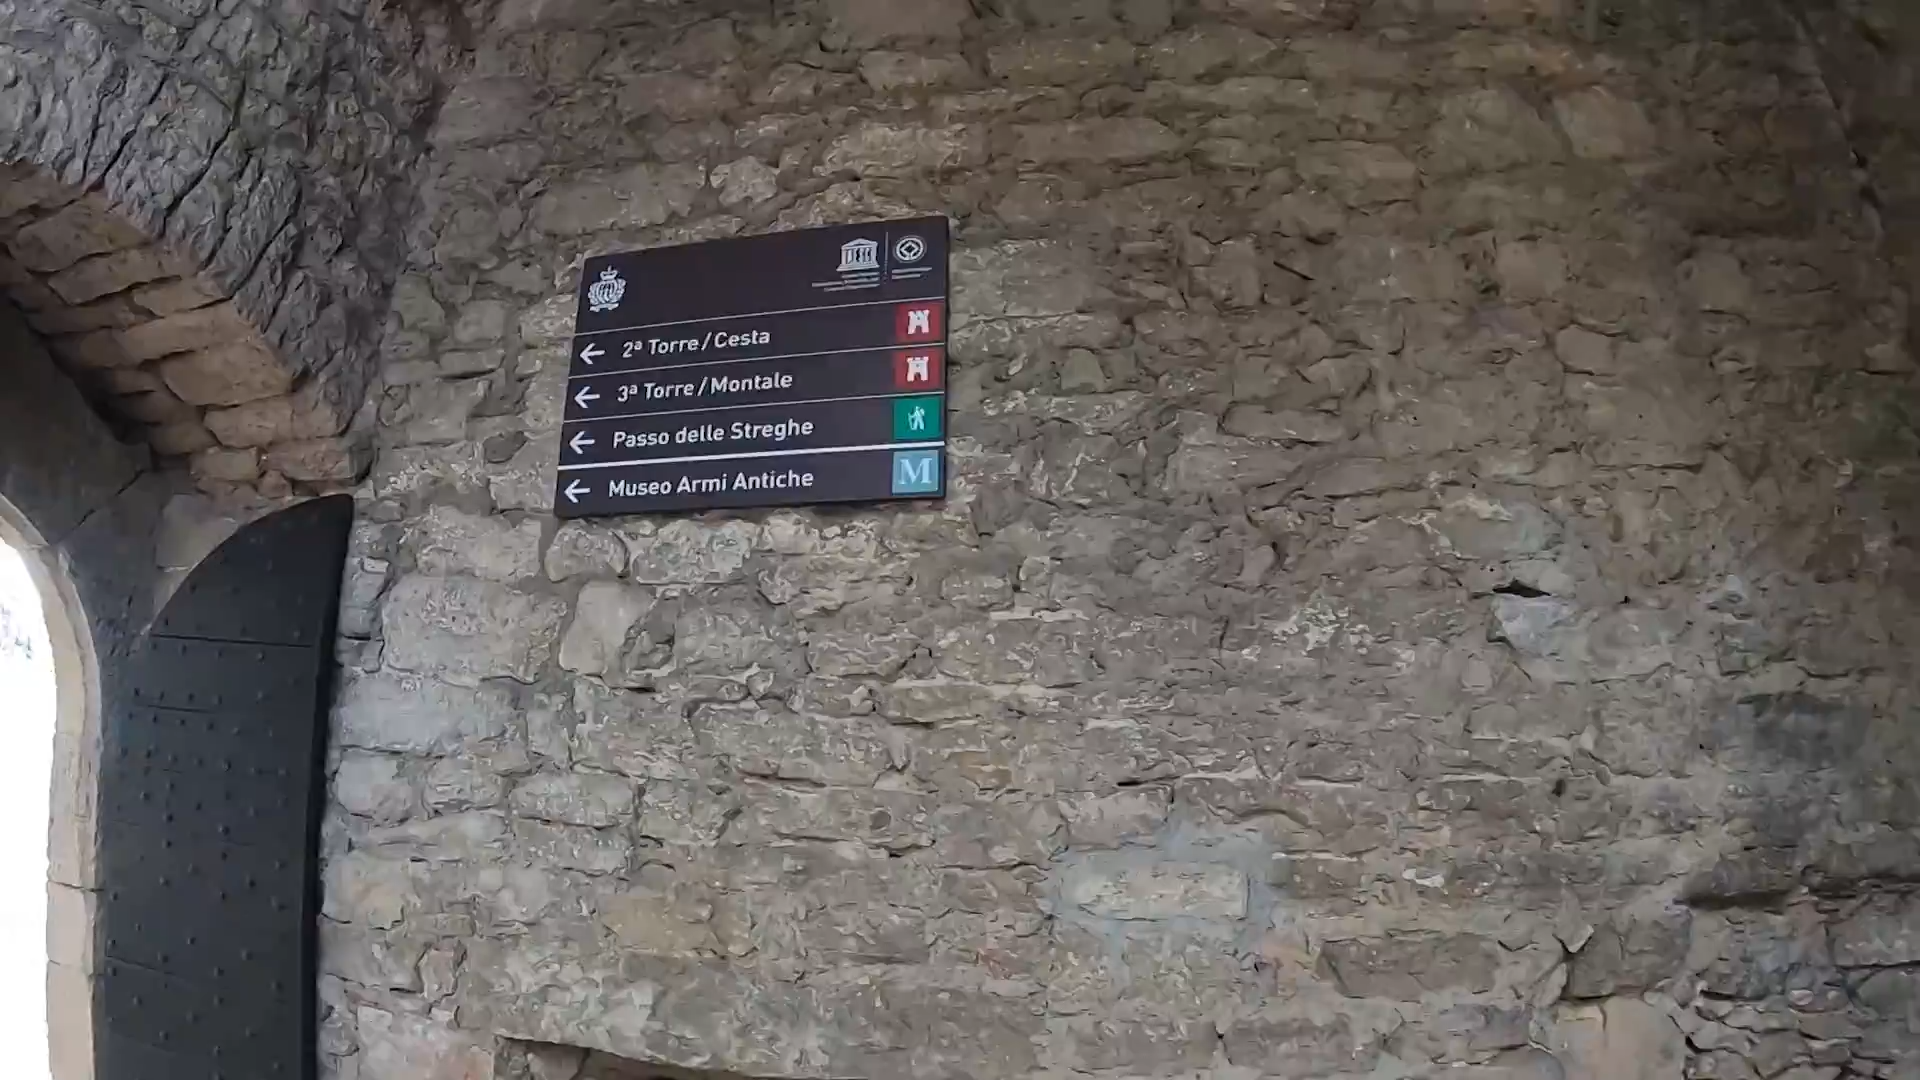 2ª Torre/Cesta
3ª Torre/Montale
Passo delle Streghe
Museo Armi Antiche
M